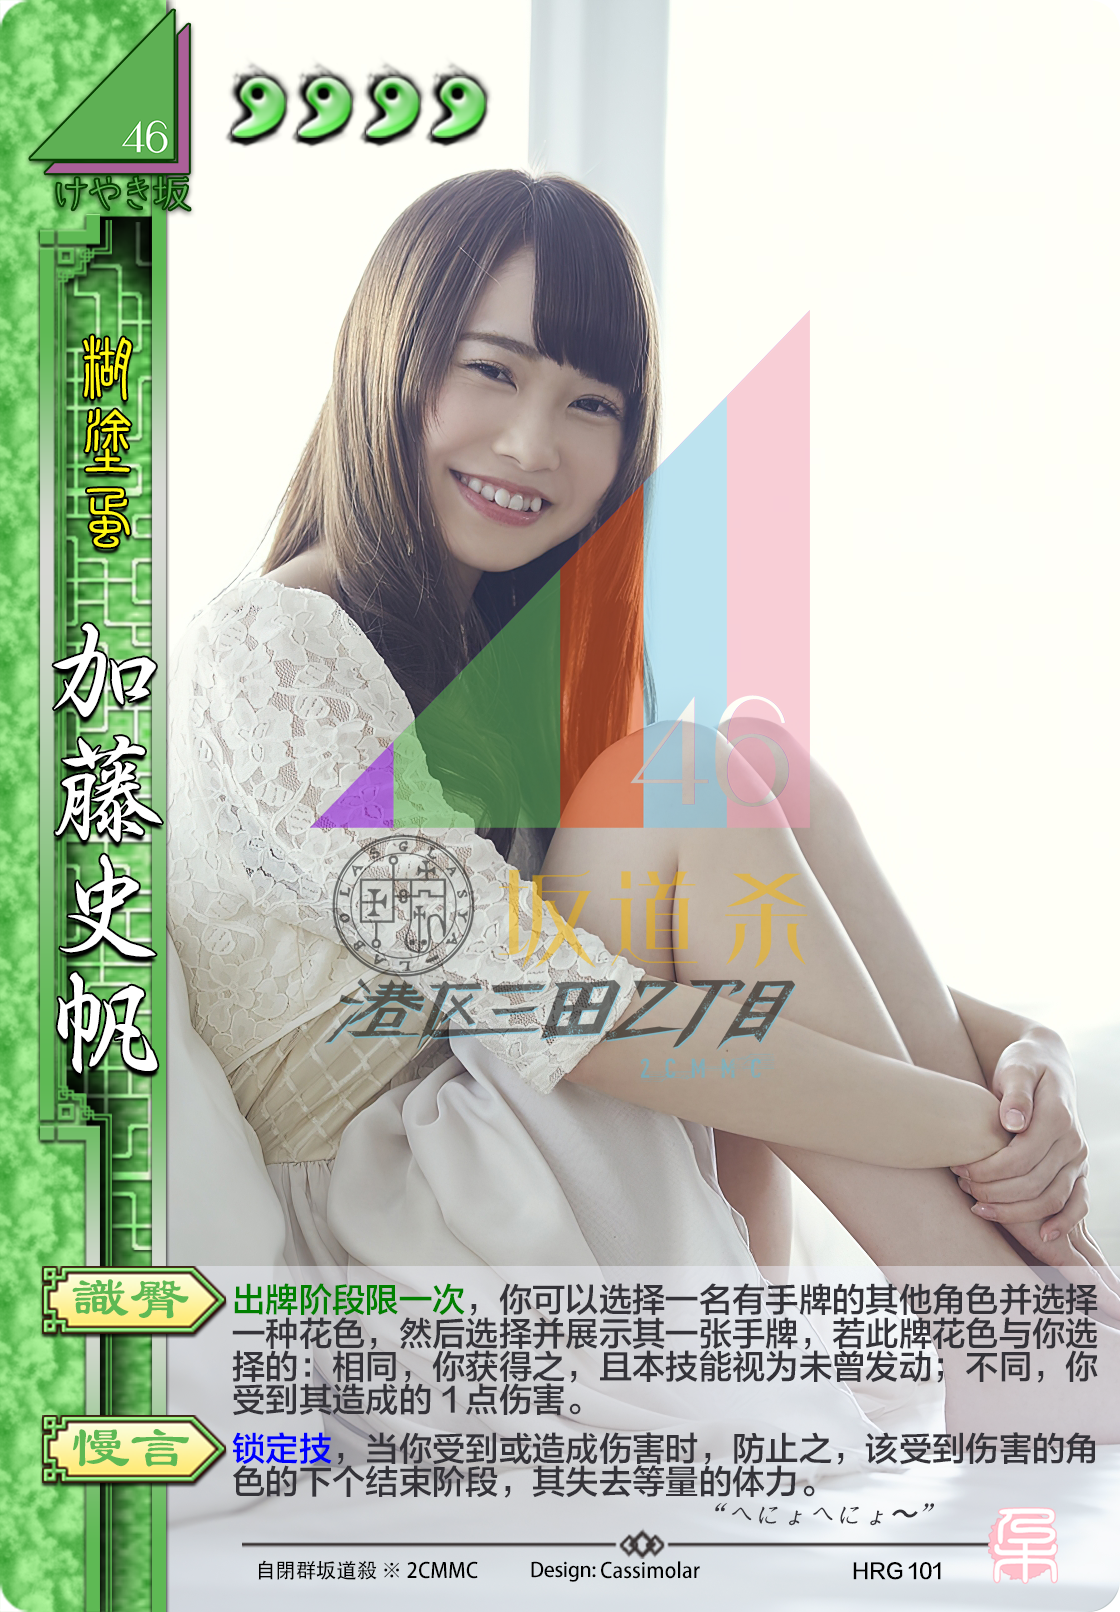 46
けやき坂
糊塗蛋
加藤史帆
46
GLASYALABOLAS
坂道杀
港区三田2丁目
2.C.M.M.C
識臀
出牌阶段限一次，你可以选择一名有手牌的其他角色并选择
一种花色，然后选择并展示其一张手牌，若此牌花色与你选
择的：相同，你获得之，且本技能视为未曾发动；不同，你
受到其造成的 1点伤害。
慢言
锁定技，当你受到或造成伤害时，防止之，该受到伤害的角
色的下个结束阶段，其失去等量的体力。
“へにょへにょ～”
自閉群坂道殺 ※ 2CMMC
Design: Cassimolar
HRG 101